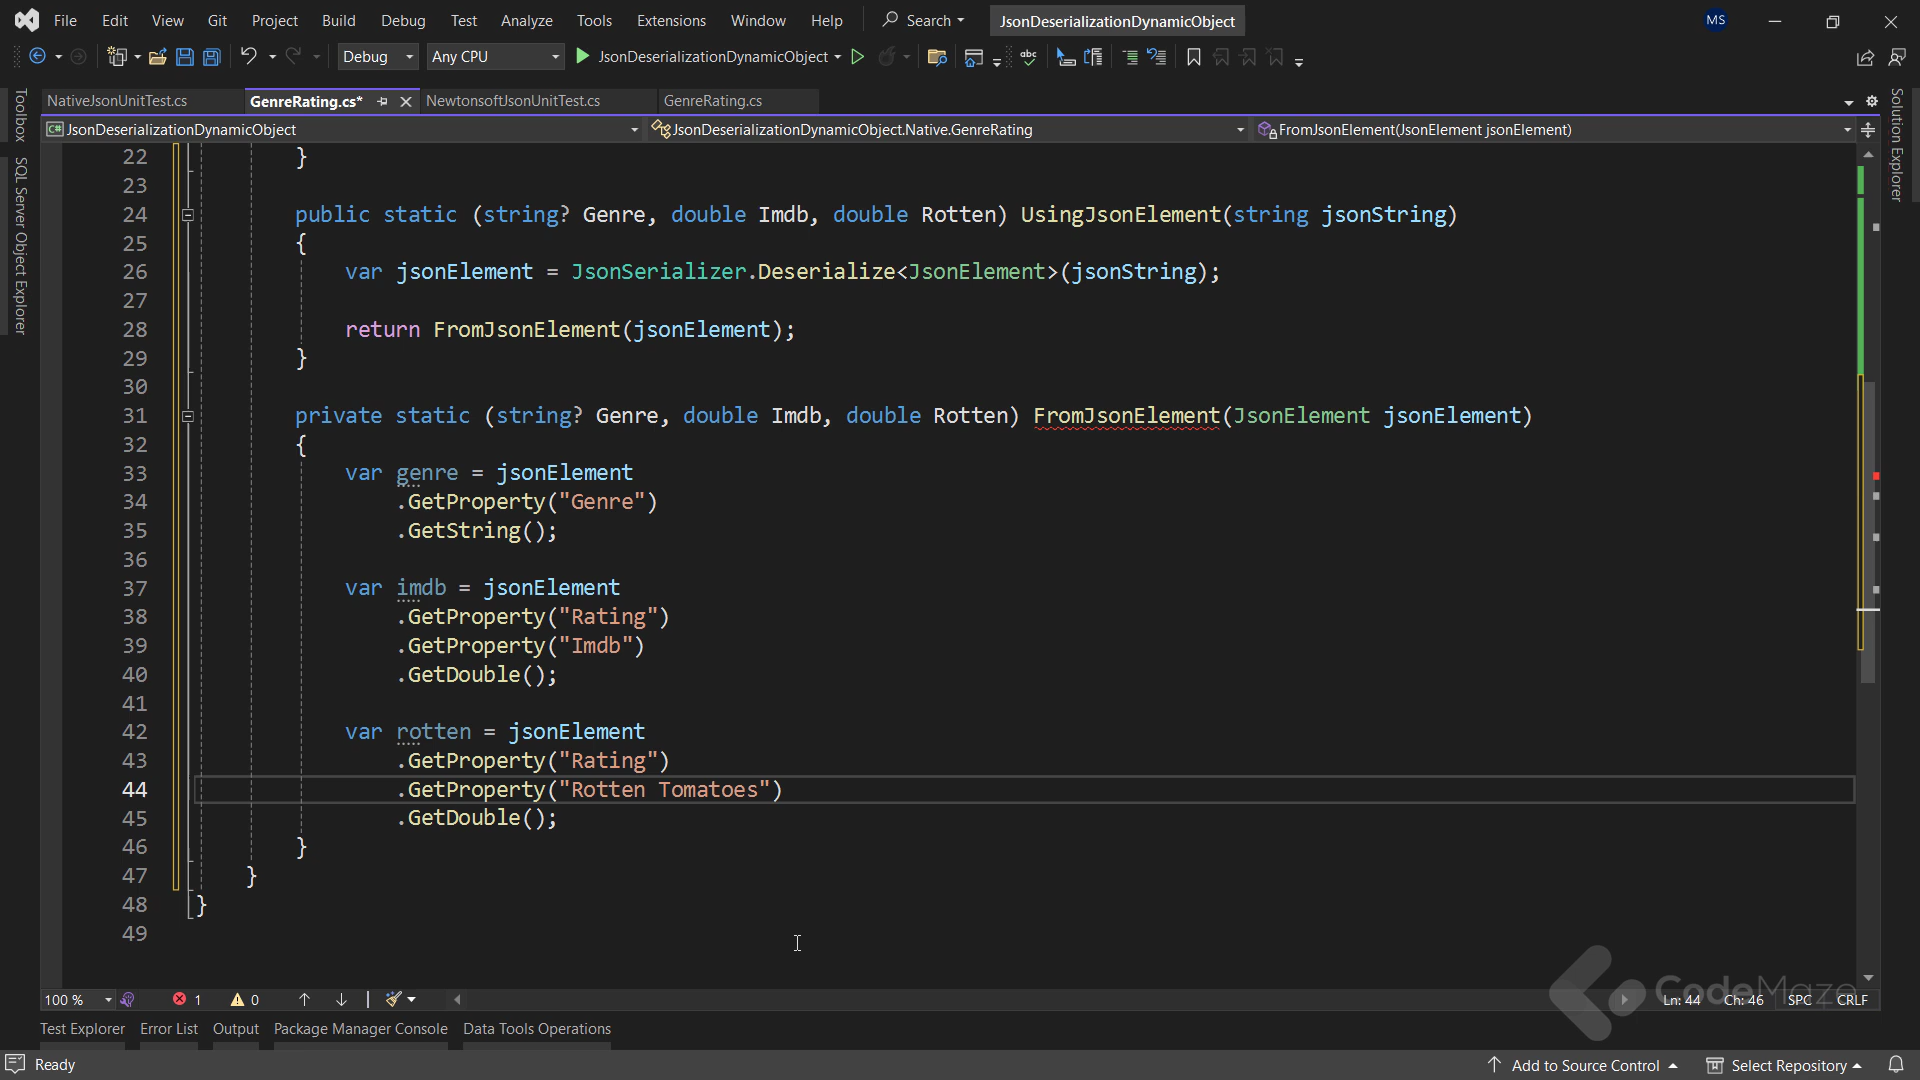 File Edit View Git Project Build Debug Test Analyze Tools Extensions Window Help Search JsonDeserializationDynamicObject MS
Debug Any CPU JsonDeserializationDynamicObject abc
NativeJsonUnitTest.cs GenreRating.cs* NewtonsoftJsonUnitTest.cs GenreRating.cs
C# JsonDeserializationDynamicObject JsonDeserializationDynamicObject.Native.GenreRating FromJsonElement(JsonElement jsonElement)
Toolbox
SQL Server Object Explorer
Solution Explorer
22 }
23
24 public static (string? Genre, double Imdb, double Rotten) UsingJsonElement(string jsonString)
25 {
26 var jsonElement = JsonSerializer.Deserialize<JsonElement>(jsonString);
27
28 return FromJsonElement(jsonElement);
29 }
30
31 private static (string? Genre, double Imdb, double Rotten) FromJsonElement(JsonElement jsonElement)
32 {
33 var genre = jsonElement
34 .GetProperty("Genre")
35 .GetString();
36
37 var imdb = jsonElement
38 .GetProperty("Rating")
39 .GetProperty("Imdb")
40 .GetDouble();
41
42 var rotten = jsonElement
43 .GetProperty("Rating")
44 .GetProperty("Rotten Tomatoes")
45 .GetDouble();
46 }
47 }
48 }
49
CodeMaze
100 % 1 0 Ln: 44 Ch: 46 SPC CRLF
Test Explorer Error List Output Package Manager Console Data Tools Operations
Ready Add to Source Control Select Repository